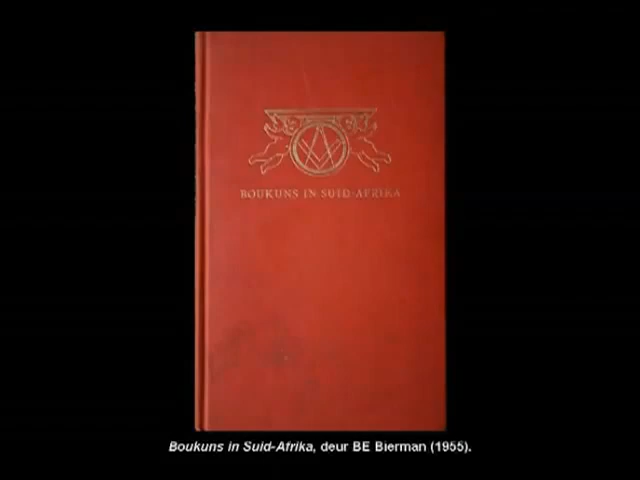 BOUKUNS IN SUID-AFRIKA
Boukuns in Suid-Afrika, deur BE Bierman (1955).